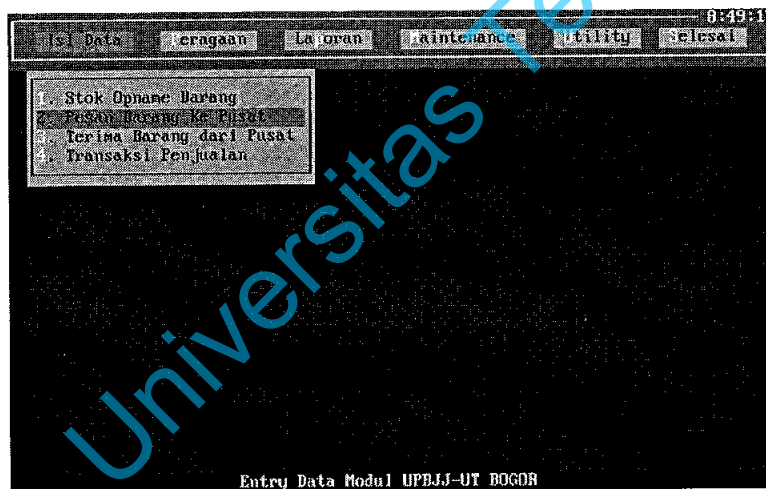 8:49:1
Isi Data Peragaan Laporan Maintenance Utility Selesai
1. Stok Opname Barang
2. Pesan Barang Ke Pusat
3. Terima Barang dari Pusat
4. Transaksi Penjualan
Universitas Te
Entry Data Modul UPBJJ-UT BOGOR